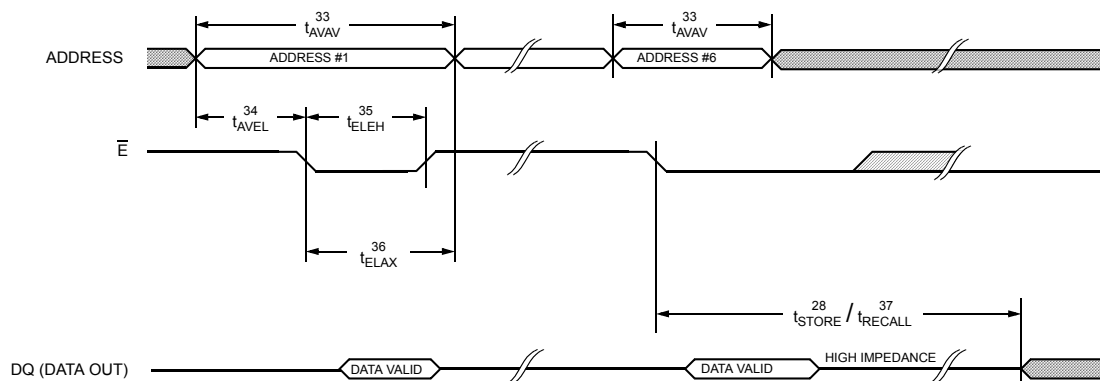 33
tAVAV
33
tAVAV
ADDRESS
ADDRESS #1
ADDRESS #6
34
tAVEL
35
tELEH
E
36
tELAX
28 37
tSTORE / tRECALL
DQ (DATA OUT)
DATA VALID
DATA VALID
HIGH IMPEDANCE